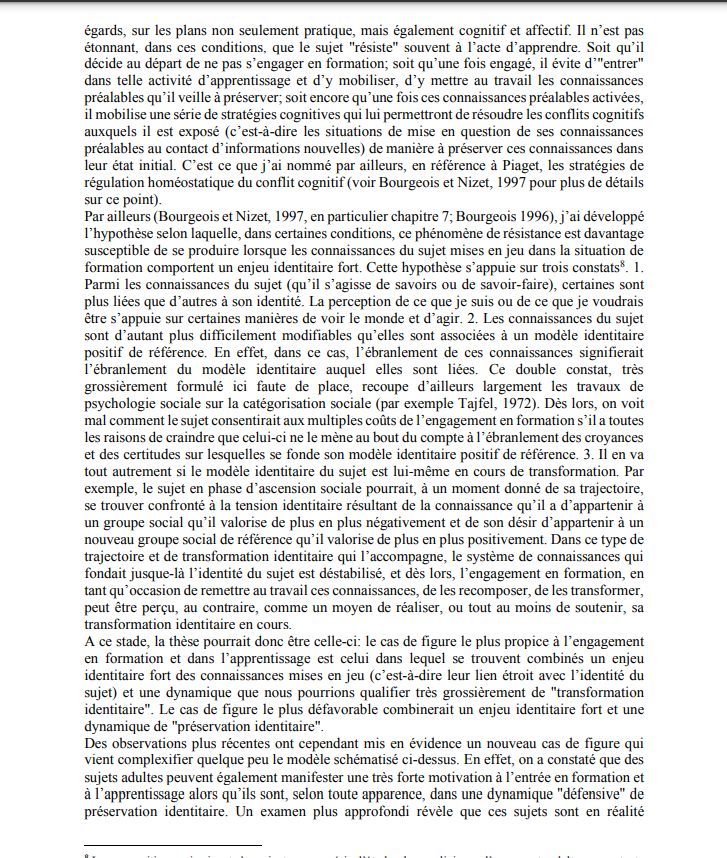 égards, sur les plans non seulement pratique, mais également cognitif et affectif. Il n'est pas
étonnant, dans ces conditions, que le sujet "résiste" souvent à l'acte d'apprendre. Soit qu'il
décide au départ de ne pas s'engager en formation; soit qu'une fois engagé, il évite d'"entrer"
dans telle activité d'apprentissage et d'y mobiliser, d'y mettre au travail les connaissances
préalables qu'il veille à préserver; soit encore qu'une fois ces connaissances préalables activées,
il mobilise une série de stratégies cognitives qui lui permettront de résoudre les conflits cognitifs
auxquels il est exposé (c'est-à-dire les situations de mise en question de ses connaissances
préalables au contact d'informations nouvelles) de manière à préserver ces connaissances dans
leur état initial. C'est ce que j'ai nommé par ailleurs, en référence à Piaget, les stratégies de
régulation homéostatique du conflit cognitif (voir Bourgeois et Nizet, 1997 pour plus de détails
sur ce point).
Par ailleurs (Bourgeois et Nizet, 1997, en particulier chapitre 7; Bourgeois 1996), j'ai développé
l'hypothèse selon laquelle, dans certaines conditions, ce phénomène de résistance est davantage
susceptible de se produire lorsque les connaissances du sujet mises en jeu dans la situation de
formation comportent un enjeu identitaire fort. Cette hypothèse s'appuie sur trois constats⁸. 1.
Parmi les connaissances du sujet (qu'il s'agisse de savoirs ou de savoir-faire), certaines sont
plus liées que d'autres à son identité. La perception de ce que je suis ou de ce que je voudrais
être s'appuie sur certaines manières de voir le monde et d'agir. 2. Les connaissances du sujet
sont d'autant plus difficilement modifiables qu'elles sont associées à un modèle identitaire
positif de référence. En effet, dans ce cas, l'ébranlement de ces connaissances signifierait
l'ébranlement du modèle identitaire auquel elles sont liées. Ce double constat, très
grossièrement formulé ici faute de place, recoupe d'ailleurs largement les travaux de
psychologie sociale sur la catégorisation sociale (par exemple Tajfel, 1972). Dès lors, on voit
mal comment le sujet consentirait aux multiples coûts de l'engagement en formation s'il a toutes
les raisons de craindre que celui-ci ne le mène au bout du compte à l'ébranlement des croyances
et des certitudes sur lesquelles se fonde son modèle identitaire positif de référence. 3. Il en va
tout autrement si le modèle identitaire du sujet est lui-même en cours de transformation. Par
exemple, le sujet en phase d'ascension sociale pourrait, à un moment donné de sa trajectoire,
se trouver confronté à la tension identitaire résultant de la connaissance qu'il a d'appartenir à
un groupe social qu'il valorise de plus en plus négativement et de son désir d'appartenir à un
nouveau groupe social de référence qu'il valorise de plus en plus positivement. Dans ce type de
trajectoire et de transformation identitaire qui l'accompagne, le système de connaissances qui
fondait jusque-là l'identité du sujet est déstabilisé, et dès lors, l'engagement en formation, en
tant qu'occasion de remettre au travail ces connaissances, de les recomposer, de les transformer,
peut être perçu, au contraire, comme un moyen de réaliser, ou tout au moins de soutenir, sa
transformation identitaire en cours.
A ce stade, la thèse pourrait donc être celle-ci: le cas de figure le plus propice à l'engagement
en formation et dans l'apprentissage est celui dans lequel se trouvent combinés un enjeu
identitaire fort des connaissances mises en jeu (c'est-à-dire leur lien étroit avec l'identité du
sujet) et une dynamique que nous pourrions qualifier très grossièrement de "transformation
identitaire". Le cas de figure le plus défavorable combinerait un enjeu identitaire fort et une
dynamique de "préservation identitaire".
Des observations plus récentes ont cependant mis en évidence un nouveau cas de figure qui
vient complexifier quelque peu le modèle schématisé ci-dessus. En effet, on a constaté que des
sujets adultes peuvent également manifester une très forte motivation à l'entrée en formation et
à l'apprentissage alors qu'ils sont, selon toute apparence, dans une dynamique "défensive" de
préservation identitaire. Un examen plus approfondi révèle que ces sujets sont en réalité